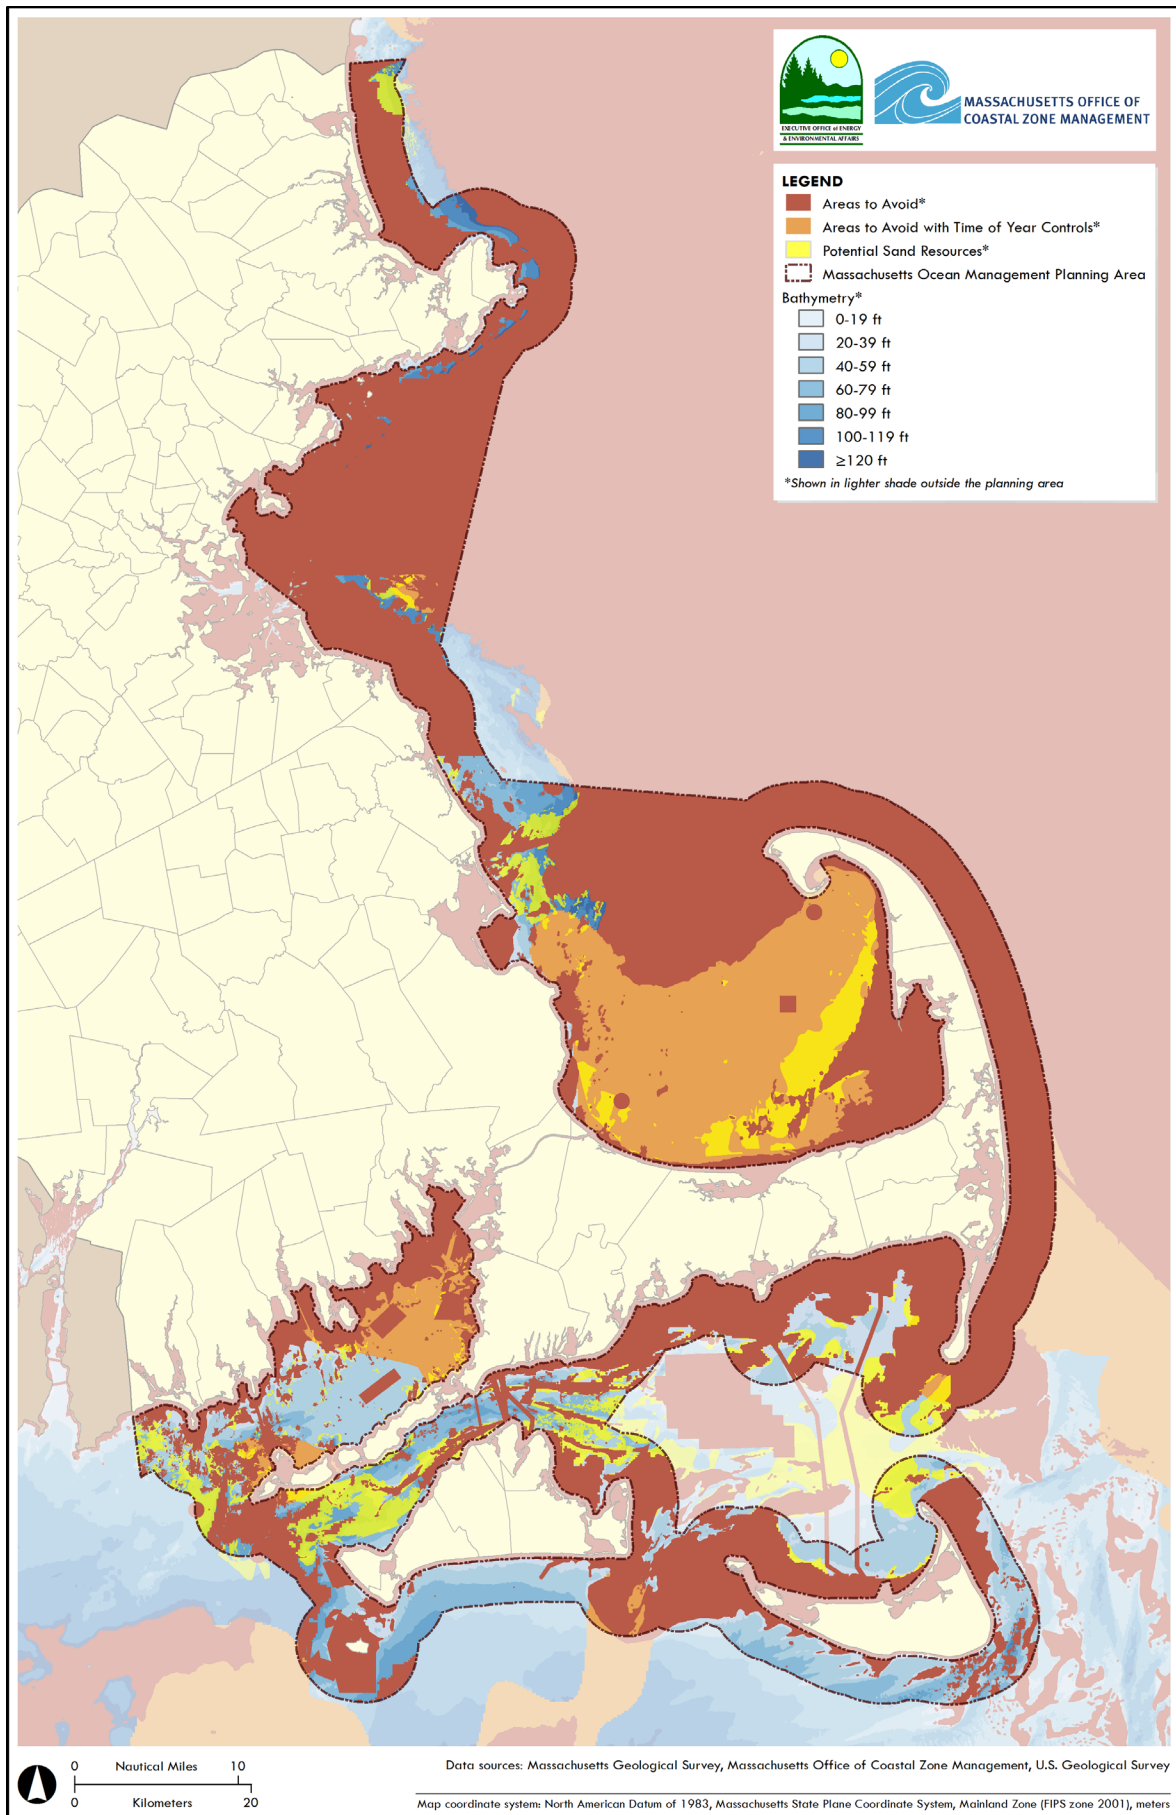 EXECUTIVE OFFICE of ENERGY
& ENVIRONMENTAL AFFAIRS
MASSACHUSETTS OFFICE OF
COASTAL ZONE MANAGEMENT
LEGEND
Areas to Avoid*
Areas to Avoid with Time of Year Controls*
Potential Sand Resources*
Massachusetts Ocean Management Planning Area
Bathymetry*
0-19 ft
20-39 ft
40-59 ft
60-79 ft
80-99 ft
100-119 ft
≥120 ft
*Shown in lighter shade outside the planning area
0 Nautical Miles 10
0 Kilometers 20
Data sources: Massachusetts Geological Survey, Massachusetts Office of Coastal Zone Management, U.S. Geological Survey
Map coordinate system: North American Datum of 1983, Massachusetts State Plane Coordinate System, Mainland Zone (FIPS zone 2001), meters